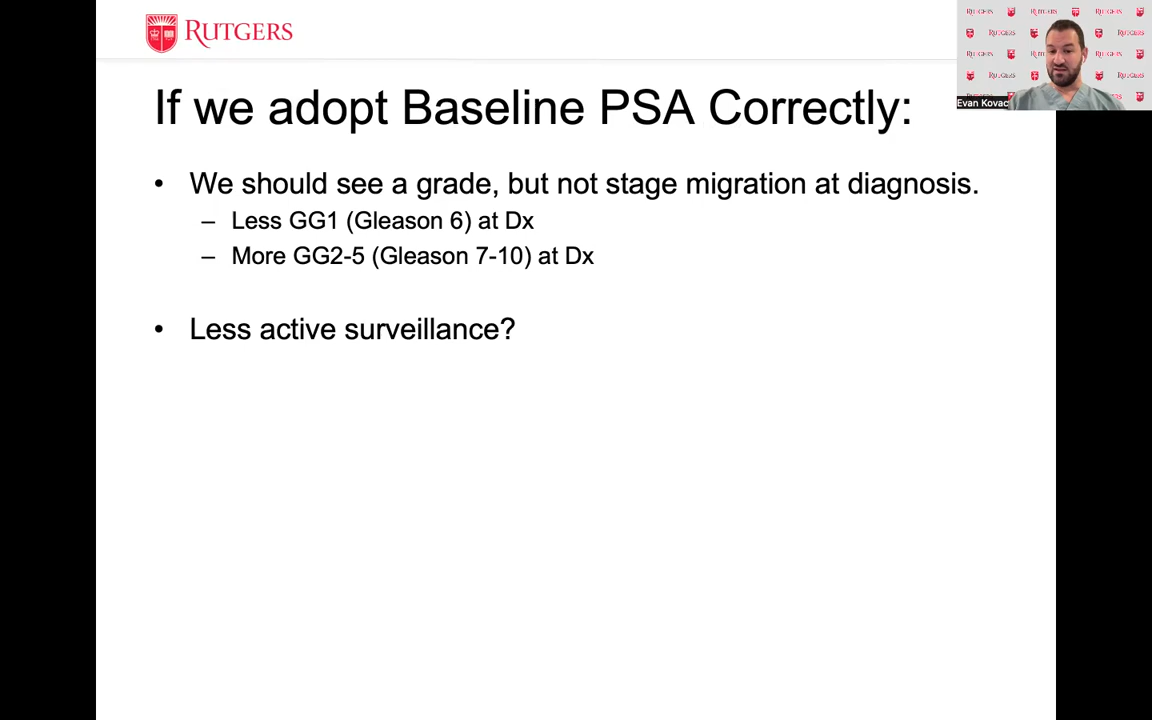 RUTGERS
Evan Kovac
If we adopt Baseline PSA Correctly:
• We should see a grade, but not stage migration at diagnosis.
– Less GG1 (Gleason 6) at Dx
– More GG2-5 (Gleason 7-10) at Dx
• Less active surveillance?